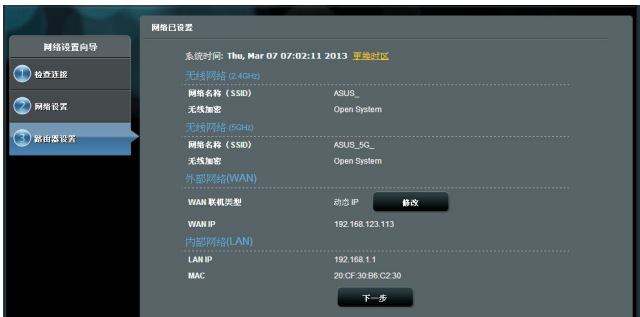 网络已设置
网络设置向导
1 检查连接
2 网络设置
3 路由器设置
系统时间: Thu, Mar 07 07:02:11 2013 更换时区
无线网络 (2.4GHz)
网络名称（SSID） ASUS_
无线加密 Open System
无线网络 (5GHz)
网络名称（SSID） ASUS_5G_
无线加密 Open System
外部网络(WAN)
WAN 联机类型 动态 IP 修改
WAN IP 192.168.123.113
内部网络(LAN)
LAN IP 192.168.1.1
MAC 20:CF:30:B6:C2:30
下一步